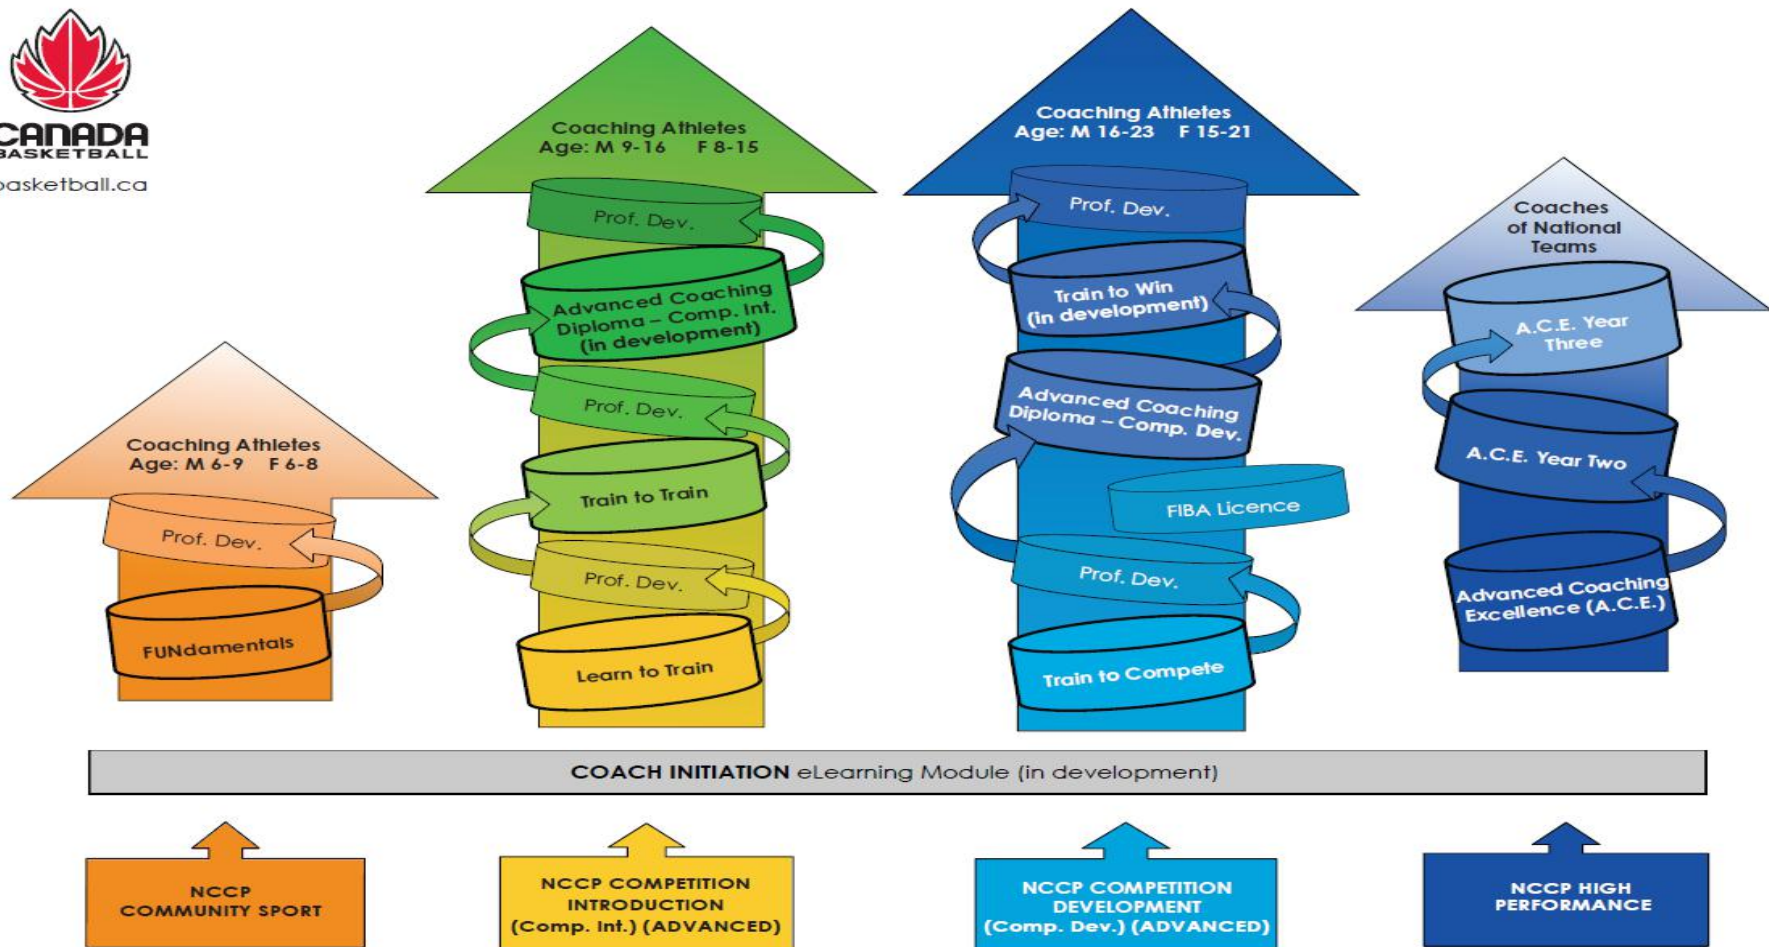 CANADA
BASKETBALL
basketball.ca
Coaching Athletes
Age: M 6-9 F 6-8
Prof. Dev.
FUNdamentals
Coaching Athletes
Age: M 9-16 F 8-15
Prof. Dev.
Advanced Coaching
Diploma – Comp. Int.
(in development)
Prof. Dev.
Train to Train
Prof. Dev.
Learn to Train
Coaching Athletes
Age: M 16-23 F 15-21
Prof. Dev.
Train to Win
(in development)
Advanced Coaching
Diploma – Comp. Dev.
FIBA Licence
Prof. Dev.
Train to Compete
Coaches
of National
Teams
A.C.E. Year
Three
A.C.E. Year Two
Advanced Coaching
Excellence (A.C.E.)
COACH INITIATION eLearning Module (in development)
NCCP
COMMUNITY SPORT
NCCP COMPETITION
INTRODUCTION
(Comp. Int.) (ADVANCED)
NCCP COMPETITION
DEVELOPMENT
(Comp. Dev.) (ADVANCED)
NCCP HIGH
PERFORMANCE